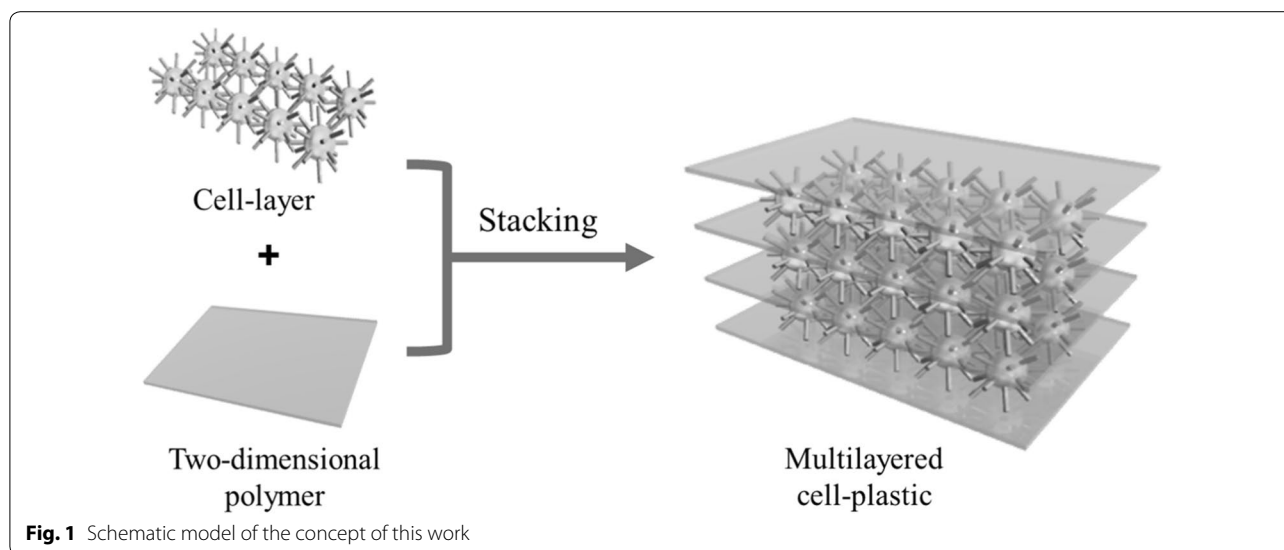 Cell-layer
+
Two-dimensional
polymer
Stacking
Multilayered
cell-plastic
Fig. 1 Schematic model of the concept of this work